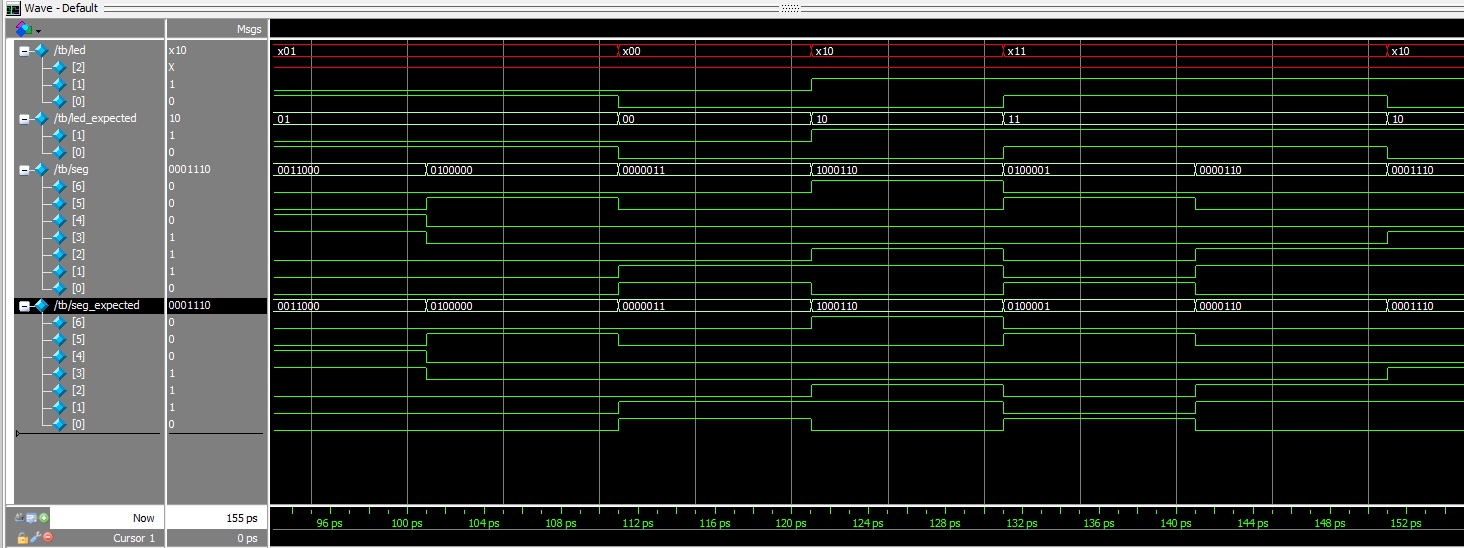 Wave - Default
Msgs
/tb/led x10 x01 x00 x10 x11 x10
[2] X
[1] 1
[0] 0
/tb/led_expected 10 01 00 10 11 10
[1] 1
[0] 0
/tb/seg 0001110 0011000 0100000 0000011 1000110 0100001 0000110 0001110
[6] 0
[5] 0
[4] 0
[3] 1
[2] 1
[1] 1
[0] 0
/tb/seg_expected 0001110 0011000 0100000 0000011 1000110 0100001 0000110 0001110
[6] 0
[5] 0
[4] 0
[3] 1
[2] 1
[1] 1
[0] 0
Now 155 ps 96 ps 100 ps 104 ps 108 ps 112 ps 116 ps 120 ps 124 ps 128 ps 132 ps 136 ps 140 ps 144 ps 148 ps 152 ps
Cursor 1 0 ps